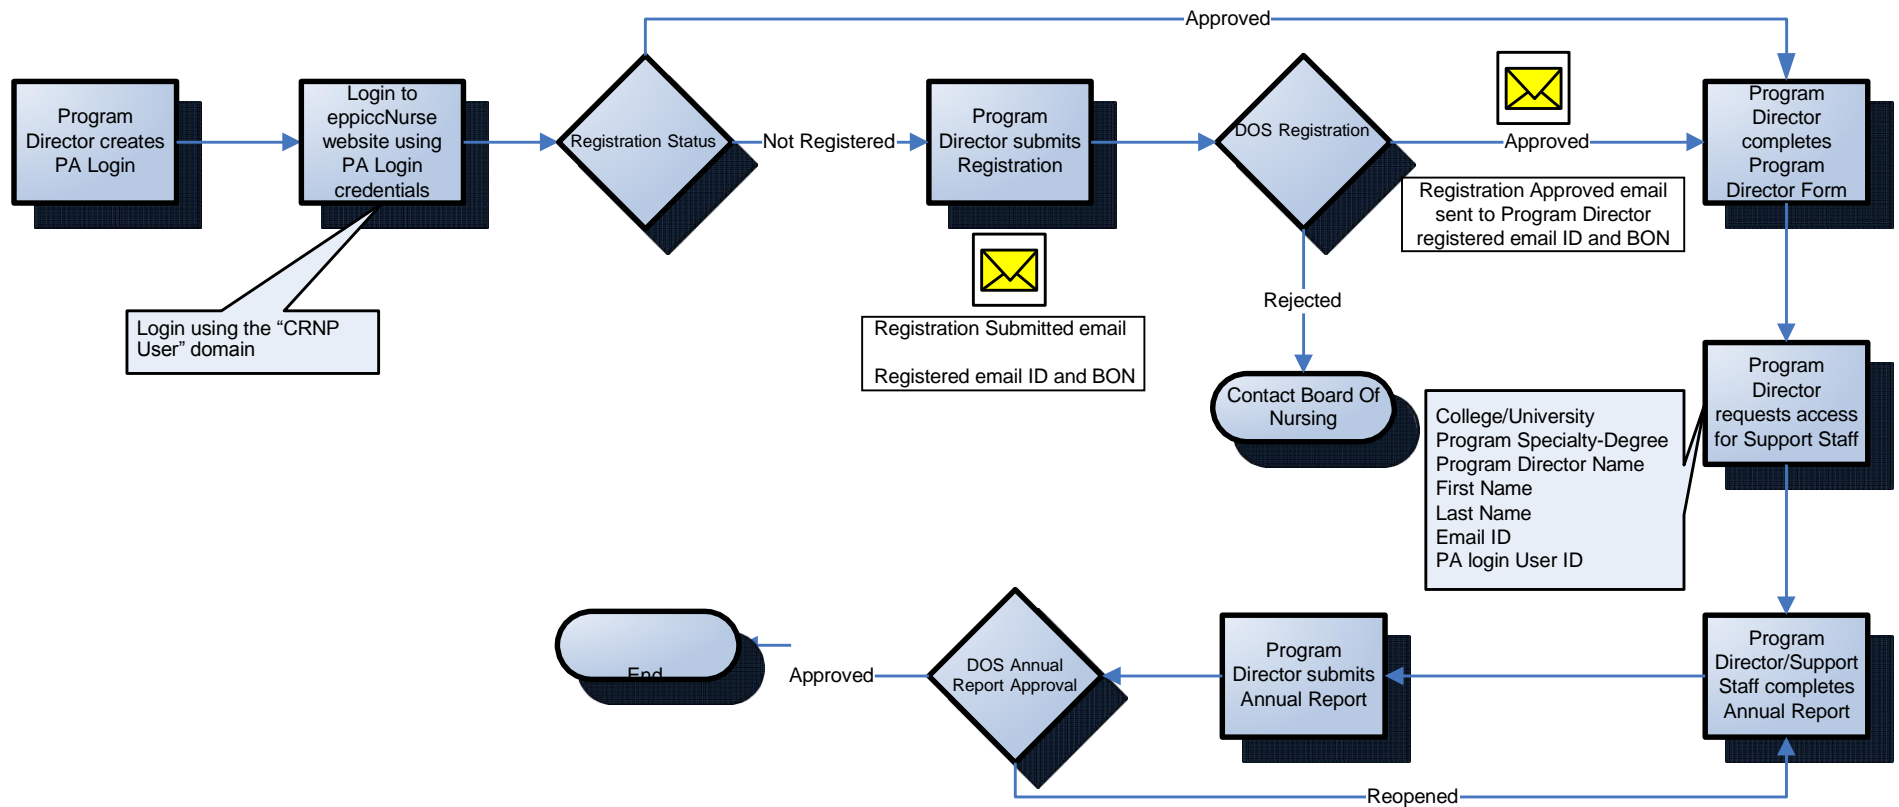 Approved
Program
Director creates
PA Login
Login to
eppiccNurse
website using
PA Login
credentials
Registration Status
Not Registered
Program
Director submits
Registration
DOS Registration
Approved
Program
Director
completes
Program
Director Form
Registration Approved email
sent to Program Director
registered email ID and BON
Login using the “CRNP
User” domain
Registration Submitted email
Registered email ID and BON
Rejected
Contact Board Of
Nursing
Program
Director
requests access
for Support Staff
College/University
Program Specialty-Degree
Program Director Name
First Name
Last Name
Email ID
PA login User ID
End
Approved
DOS Annual
Report Approval
Program
Director submits
Annual Report
Program
Director/Support
Staff completes
Annual Report
Reopened